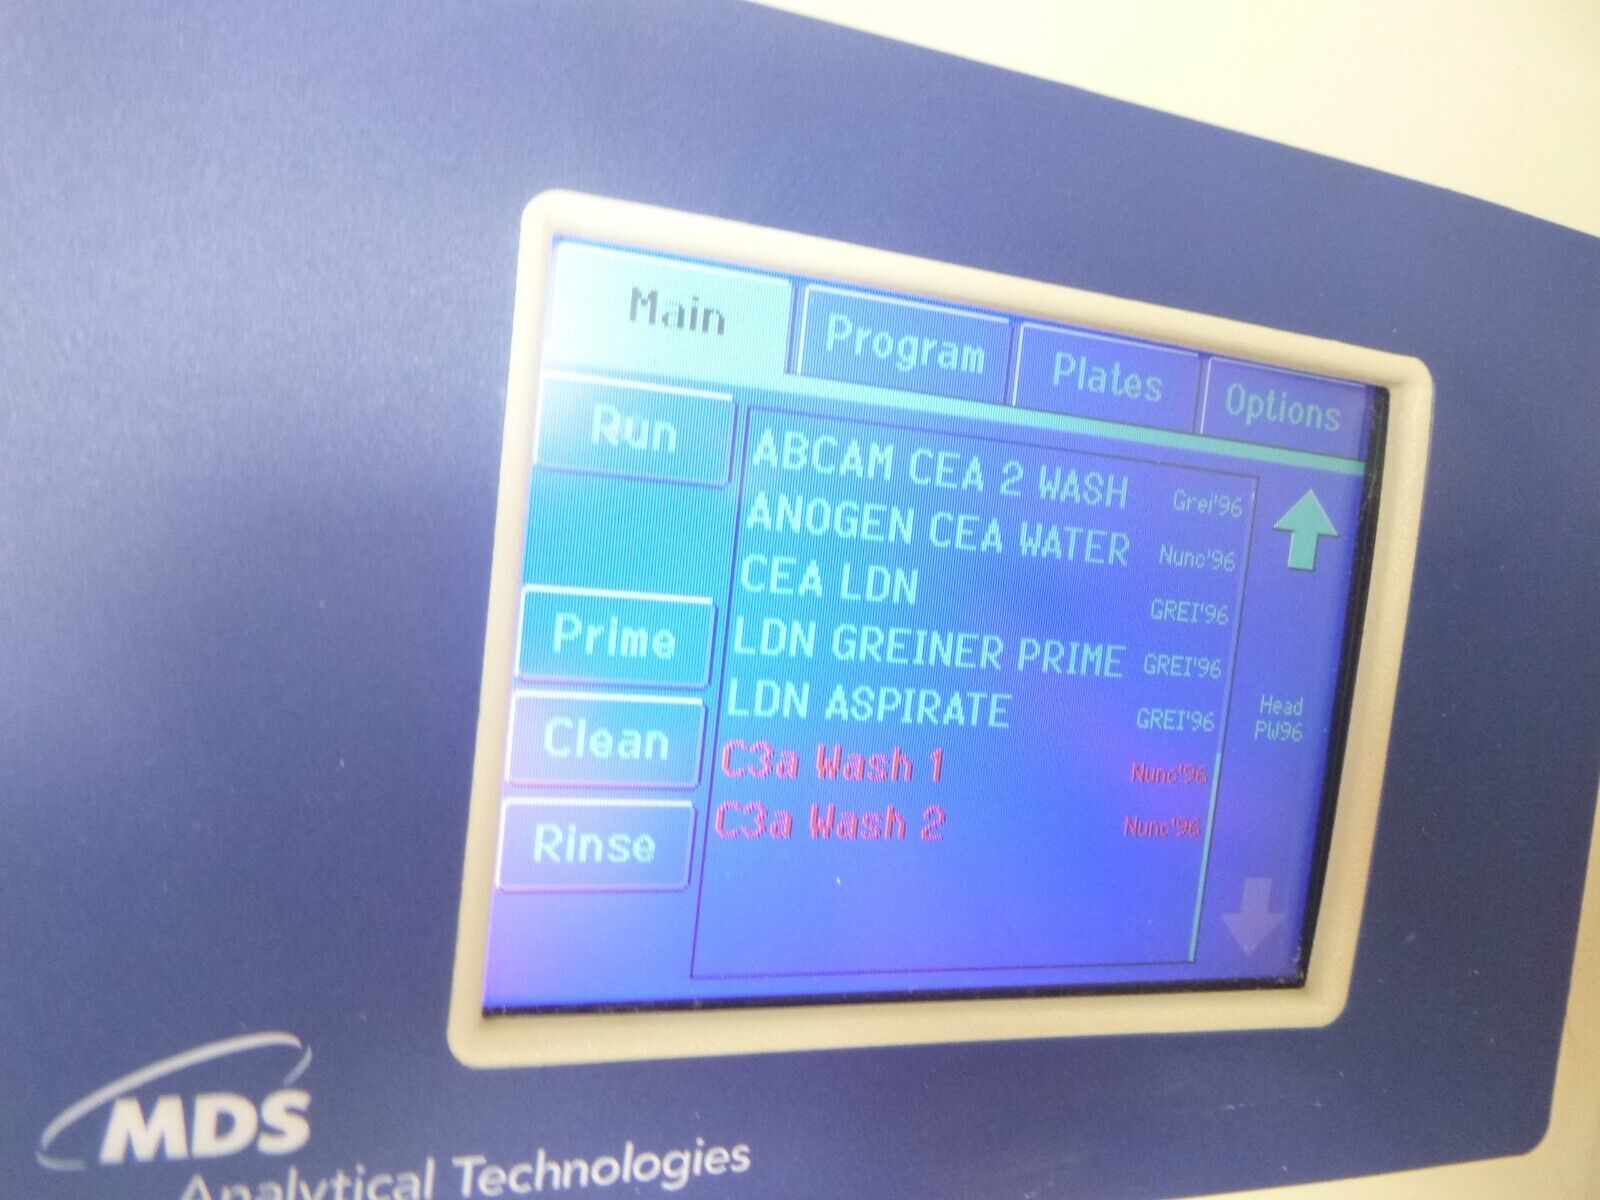 Main Program Plates Options
Run
Prime
Clean
Rinse
ABCAM CEA 2 WASH Grei'96
ANOGEN CEA WATER Nunc'96
CEA LDN GREI'96
LDN GREINER PRIME GREI'96
LDN ASPIRATE GREI'96
C3a Wash 1 Nunc'96
C3a Wash 2 Nunc'96
Head
PW96
MDS
Analytical Technologies